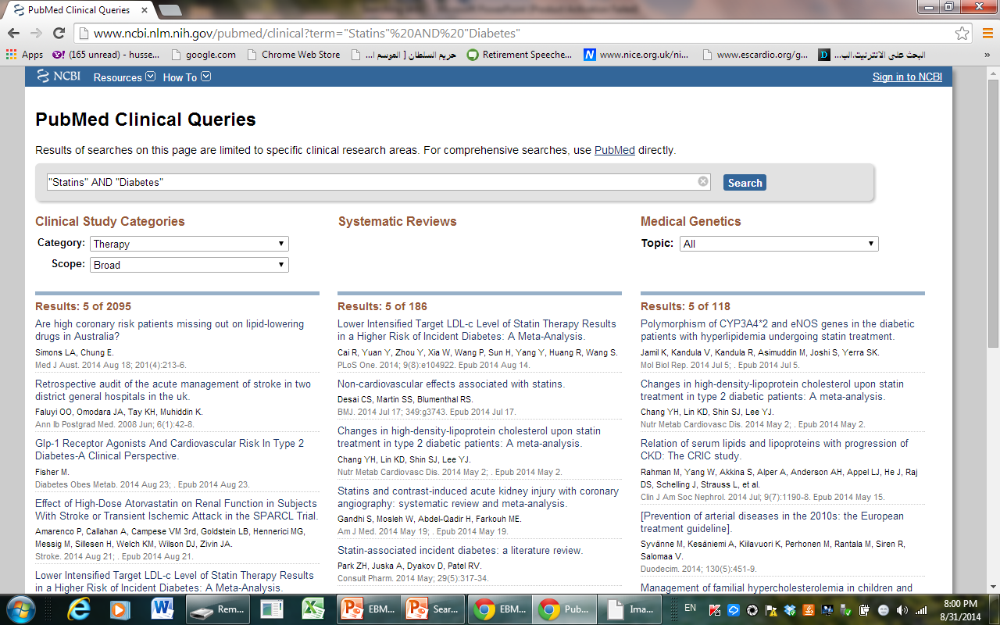 PubMed Clinical Queries
www.ncbi.nlm.nih.gov/pubmed/clinical?term="Statins"%20AND%20"Diabetes"
Apps
(165 unread) - husse...
google.com
Chrome Web Store
حريم السلطان [ الموسم ا...
Retirement Speeche...
www.nice.org.uk/ni...
www.escardio.org/g...
البحث على الانترنيت.الب...
»
NCBI Resources How To
Sign in to NCBI
PubMed Clinical Queries
Results of searches on this page are limited to specific clinical research areas. For comprehensive searches, use PubMed directly.
"Statins" AND "Diabetes"
Search
Clinical Study Categories
Category: Therapy
Scope: Broad
Results: 5 of 2095
Are high coronary risk patients missing out on lipid-lowering
drugs in Australia?
Simons LA, Chung E.
Med J Aust. 2014 Aug 18; 201(4):213-6.
Retrospective audit of the acute management of stroke in two
district general hospitals in the uk.
Faluyi OO, Omodara JA, Tay KH, Muhiddin K.
Ann Ib Postgrad Med. 2008 Jun; 6(1):42-8.
Glp-1 Receptor Agonists And Cardiovascular Risk In Type 2
Diabetes-A Clinical Perspective.
Fisher M.
Diabetes Obes Metab. 2014 Aug 23; . Epub 2014 Aug 23.
Effect of High-Dose Atorvastatin on Renal Function in Subjects
With Stroke or Transient Ischemic Attack in the SPARCL Trial.
Amarenco P, Callahan A, Campese VM 3rd, Goldstein LB, Hennerici MG,
Messig M, Sillesen H, Welch KM, Wilson DJ, Zivin JA.
Stroke. 2014 Aug 21; . Epub 2014 Aug 21.
Lower Intensified Target LDL-c Level of Statin Therapy Results
in a Higher Risk of Incident Diabetes: A Meta-Analysis.
Systematic Reviews
Results: 5 of 186
Lower Intensified Target LDL-c Level of Statin Therapy Results
in a Higher Risk of Incident Diabetes: A Meta-Analysis.
Cai R, Yuan Y, Zhou Y, Xia W, Wang P, Sun H, Yang Y, Huang R, Wang S.
PLoS One. 2014; 9(8):e104922. Epub 2014 Aug 14.
Non-cardiovascular effects associated with statins.
Desai CS, Martin SS, Blumenthal RS.
BMJ. 2014 Jul 17; 349:g3743. Epub 2014 Jul 17.
Changes in high-density-lipoprotein cholesterol upon statin
treatment in type 2 diabetic patients: A meta-analysis.
Chang YH, Lin KD, Shin SJ, Lee YJ.
Nutr Metab Cardiovasc Dis. 2014 May 2; . Epub 2014 May 2.
Statins and contrast-induced acute kidney injury with coronary
angiography: systematic review and meta-analysis.
Gandhi S, Mosleh W, Abdel-Qadir H, Farkouh ME.
Am J Med. 2014 May 19; . Epub 2014 May 19.
Statin-associated incident diabetes: a literature review.
Park ZH, Juska A, Dyakov D, Patel RV.
Consult Pharm. 2014 May; 29(5):317-34.
Medical Genetics
Topic: All
Results: 5 of 118
Polymorphism of CYP3A4*2 and eNOS genes in the diabetic
patients with hyperlipidemia undergoing statin treatment.
Jamil K, Kandula V, Kandula R, Asimuddin M, Joshi S, Yerra SK.
Mol Biol Rep. 2014 Jul 5; . Epub 2014 Jul 5.
Changes in high-density-lipoprotein cholesterol upon statin
treatment in type 2 diabetic patients: A meta-analysis.
Chang YH, Lin KD, Shin SJ, Lee YJ.
Nutr Metab Cardiovasc Dis. 2014 May 2; . Epub 2014 May 2.
Relation of serum lipids and lipoproteins with progression of
CKD: The CRIC study.
Rahman M, Yang W, Akkina S, Alper A, Anderson AH, Appel LJ, He J, Raj
DS, Schelling J, Strauss L, et al.
Clin J Am Soc Nephrol. 2014 Jul; 9(7):1190-8. Epub 2014 May 15.
[Prevention of arterial diseases in the 2010s: the European
treatment guideline].
Syvänne M, Kesäniemi A, Kiilavuori K, Perhonen M, Rantala M, Siren R,
Salomaa V.
Duodecim. 2014; 130(5):451-9.
Management of familial hypercholesterolemia in children and
Rem...
EBM...
Sear...
EBM...
Pub...
Ima...
EN
8:00 PM
8/31/2014